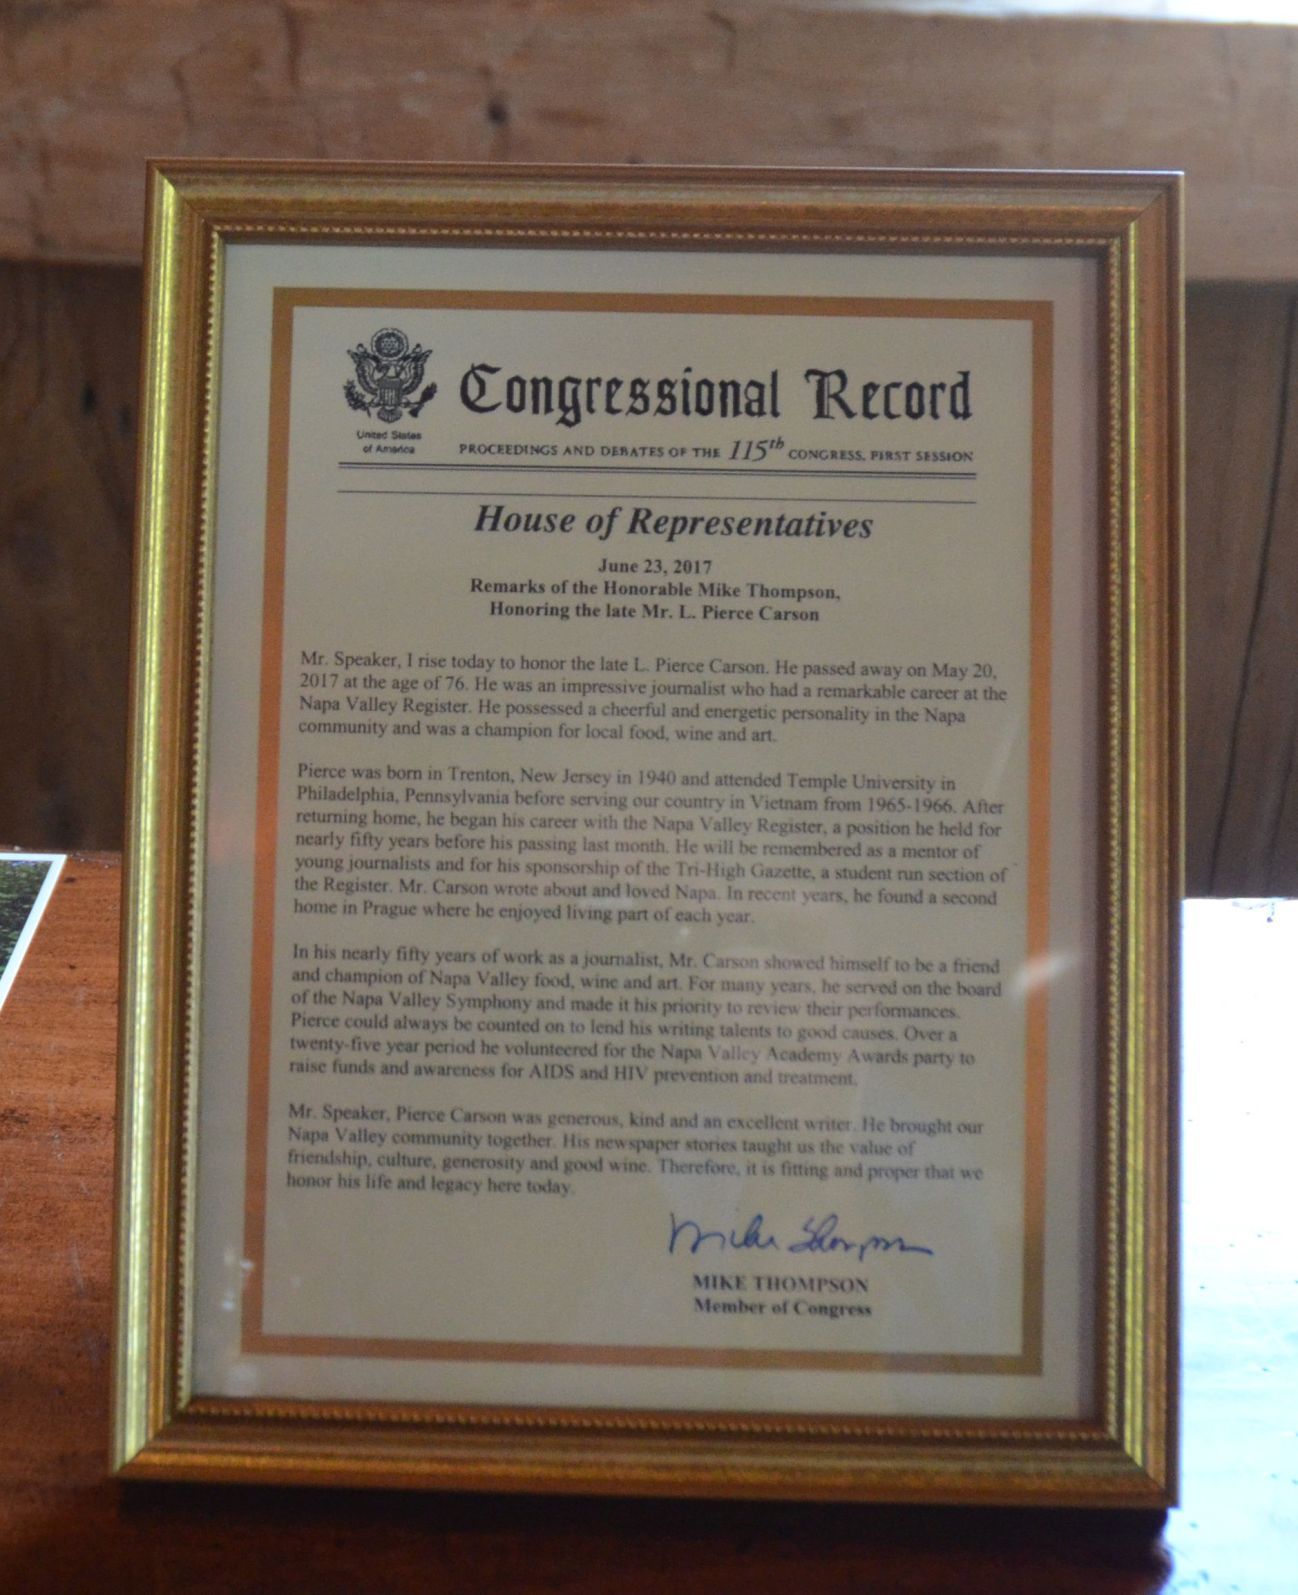 United States
of America
Congressional Record
PROCEEDINGS AND DEBATES OF THE 115th CONGRESS, FIRST SESSION
House of Representatives
June 23, 2017
Remarks of the Honorable Mike Thompson,
Honoring the late Mr. L. Pierce Carson
Mr. Speaker, I rise today to honor the late L. Pierce Carson. He passed away on May 20,
2017 at the age of 76. He was an impressive journalist who had a remarkable career at the
Napa Valley Register. He possessed a cheerful and energetic personality in the Napa
community and was a champion for local food, wine and art.
Pierce was born in Trenton, New Jersey in 1940 and attended Temple University in
Philadelphia, Pennsylvania before serving our country in Vietnam from 1965-1966. After
returning home, he began his career with the Napa Valley Register, a position he held for
nearly fifty years before his passing last month. He will be remembered as a mentor of
young journalists and for his sponsorship of the Tri-High Gazette, a student run section of
the Register. Mr. Carson wrote about and loved Napa. In recent years, he found a second
home in Prague where he enjoyed living part of each year.
In his nearly fifty years of work as a journalist, Mr. Carson showed himself to be a friend
and champion of Napa Valley food, wine and art. For many years, he served on the board
of the Napa Valley Symphony and made it his priority to review their performances.
Pierce could always be counted on to lend his writing talents to good causes. Over a
twenty-five year period he volunteered for the Napa Valley Academy Awards party to
raise funds and awareness for AIDS and HIV prevention and treatment.
Mr. Speaker, Pierce Carson was generous, kind and an excellent writer. He brought our
Napa Valley community together. His newspaper stories taught us the value of
friendship, culture, generosity and good wine. Therefore, it is fitting and proper that we
honor his life and legacy here today.
Mike Thompson
MIKE THOMPSON
Member of Congress